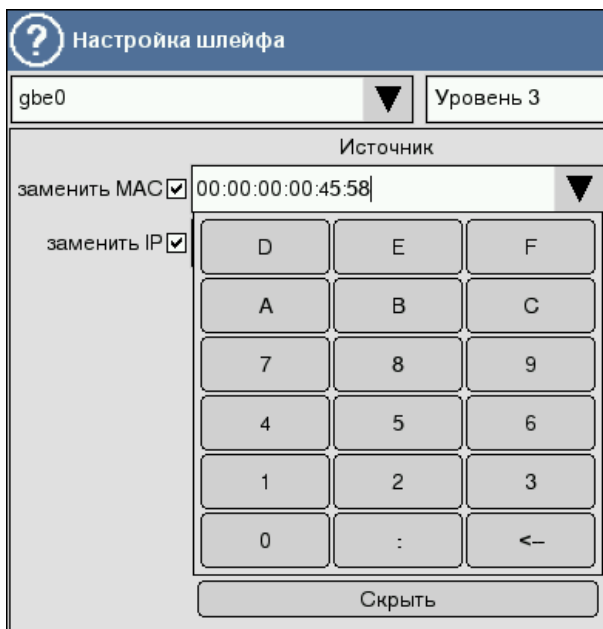 ? Настройка шлейфа
gbe0 Уровень 3
Источник
заменить MAC 00:00:00:00:45:58
заменить IP
D E F
A B C
7 8 9
4 5 6
1 2 3
0 : <–
Скрыть